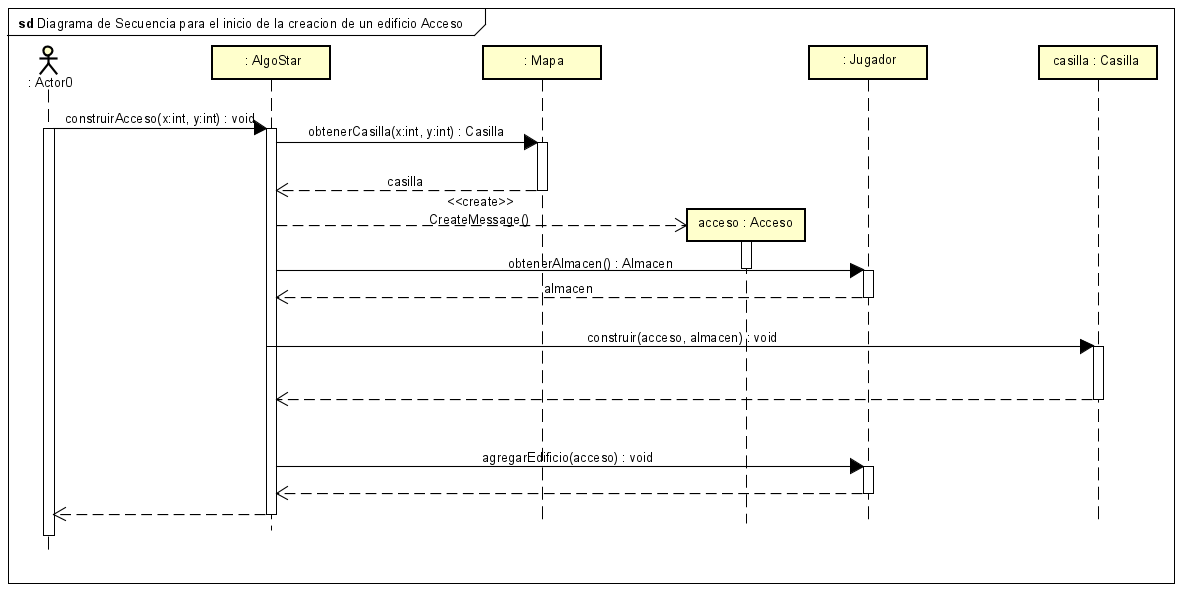 sd Diagrama de Secuencia para el inicio de la creacion de un edificio Acceso
: Actor0
: AlgoStar
: Mapa
: Jugador
casilla : Casilla
construirAcceso(x:int, y:int) : void
obtenerCasilla(x:int, y:int) : Casilla
casilla
<<create>>
CreateMessage()
acceso : Acceso
obtenerAlmacen() : Almacen
almacen
construir(acceso, almacen) : void
agregarEdificio(acceso) : void